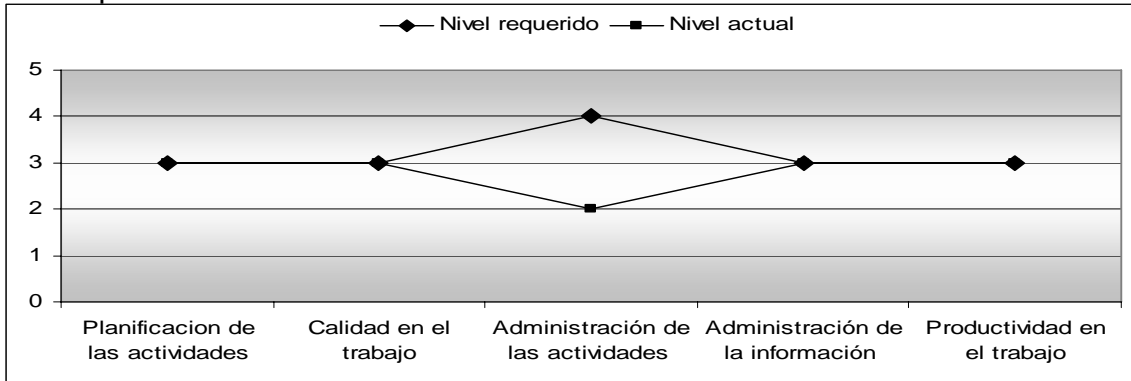 Nivel requerido Nivel actual
5
4
3
2
1
0
Planificacion de las actividades
Calidad en el trabajo
Administración de las actividades
Administración de la información
Productividad en el trabajo